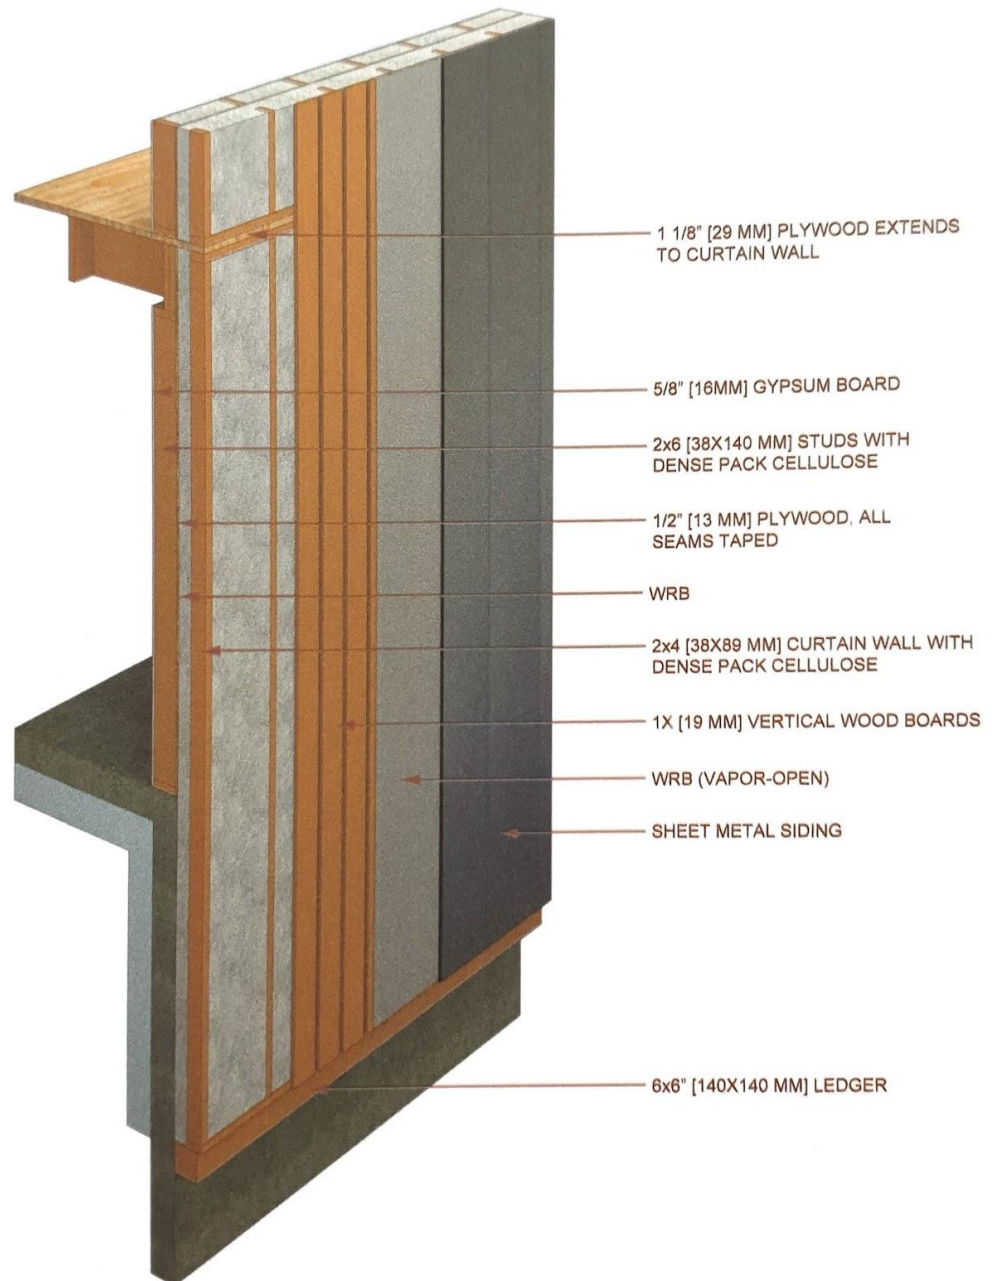 1 1/8" [29 MM] PLYWOOD EXTENDS
TO CURTAIN WALL
5/8" [16MM] GYPSUM BOARD
2x6 [38X140 MM] STUDS WITH
DENSE PACK CELLULOSE
1/2" [13 MM] PLYWOOD, ALL
SEAMS TAPED
WRB
2x4 [38X89 MM] CURTAIN WALL WITH
DENSE PACK CELLULOSE
1X [19 MM] VERTICAL WOOD BOARDS
WRB (VAPOR-OPEN)
SHEET METAL SIDING
6x6" [140X140 MM] LEDGER